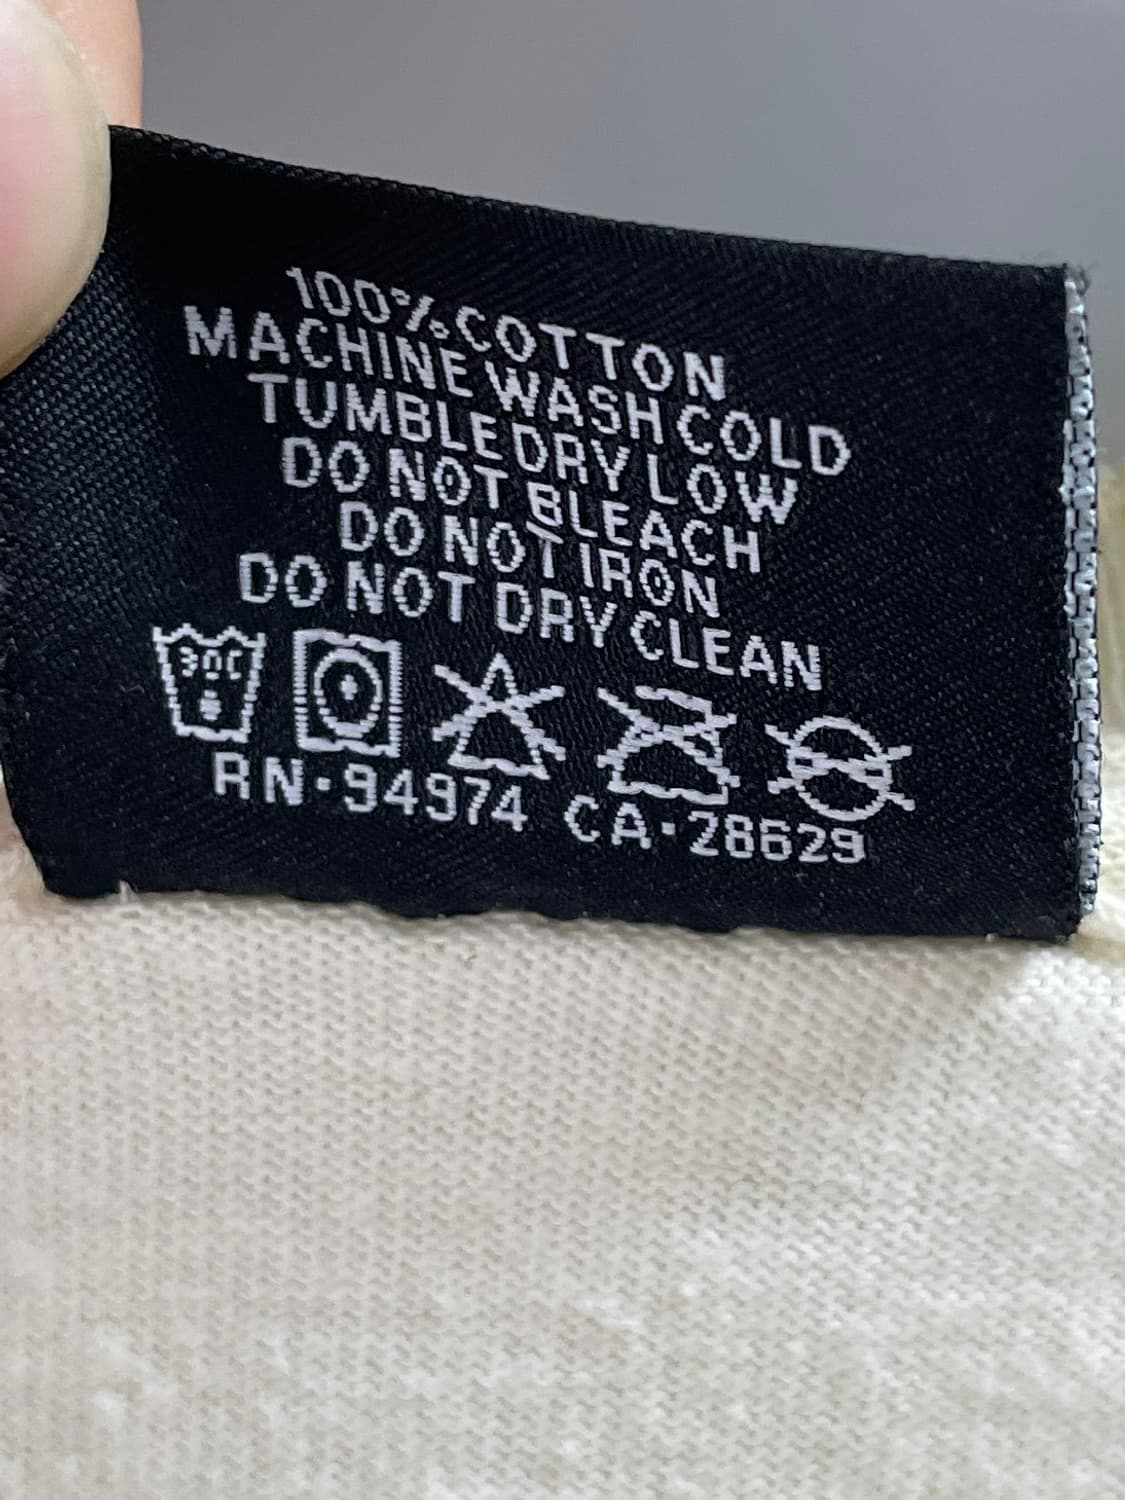 100% COTTON
MACHINE WASH COLD
TUMBLE DRY LOW
DO NOT BLEACH
DO NOT IRON
DO NOT DRY CLEAN
30C
RN·94974 CA·28629